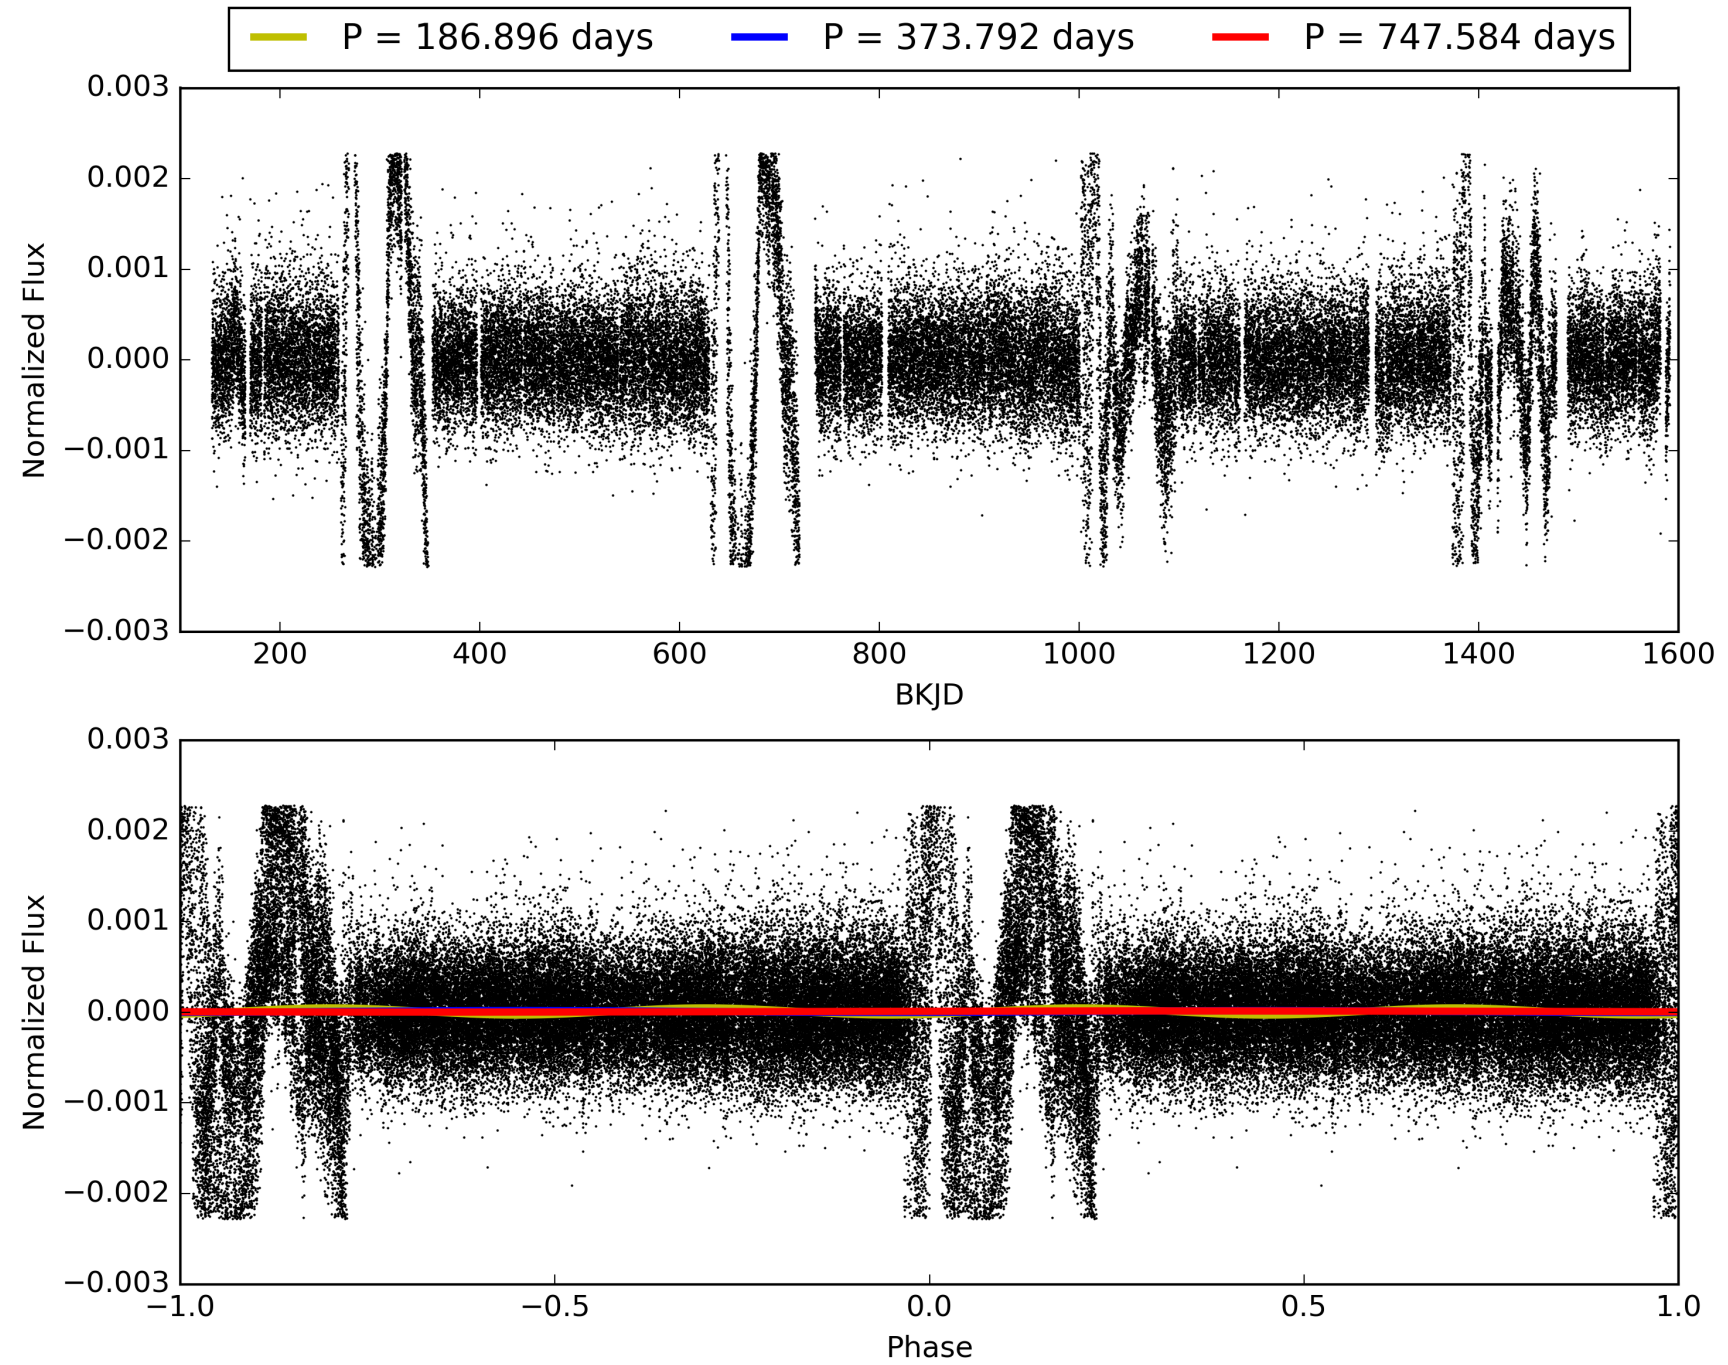 P = 186.896 days P = 373.792 days P = 747.584 days
0.003
0.002
0.001
0.000
−0.001
−0.002
−0.003
Normalized Flux
200 400 600 800 1000 1200 1400 1600
BKJD
0.003
0.002
0.001
0.000
−0.001
−0.002
−0.003
Normalized Flux
−1.0 −0.5 0.0 0.5 1.0
Phase